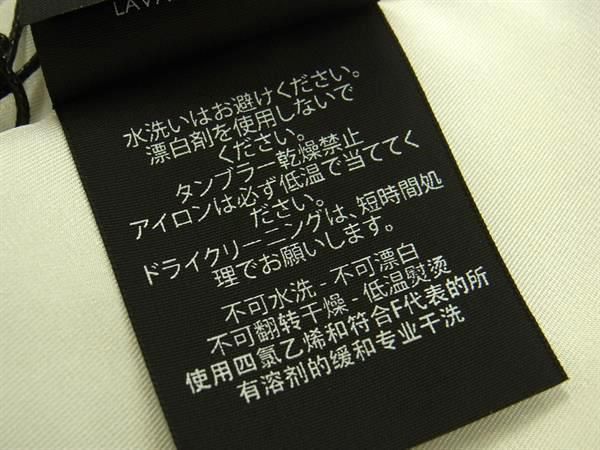 水洗いはお避けください。
漂白剤を使用しないで
ください。
タンブラー乾燥禁止
アイロンは必ず低温で当ててく
ださい。
ドライクリーニングは、短時間処
理でお願いします。
不可水洗 - 不可漂白
不可翻转干燥 - 低温熨烫
使用四氯乙烯和符合F代表的所
有溶剂的缓和专业干洗